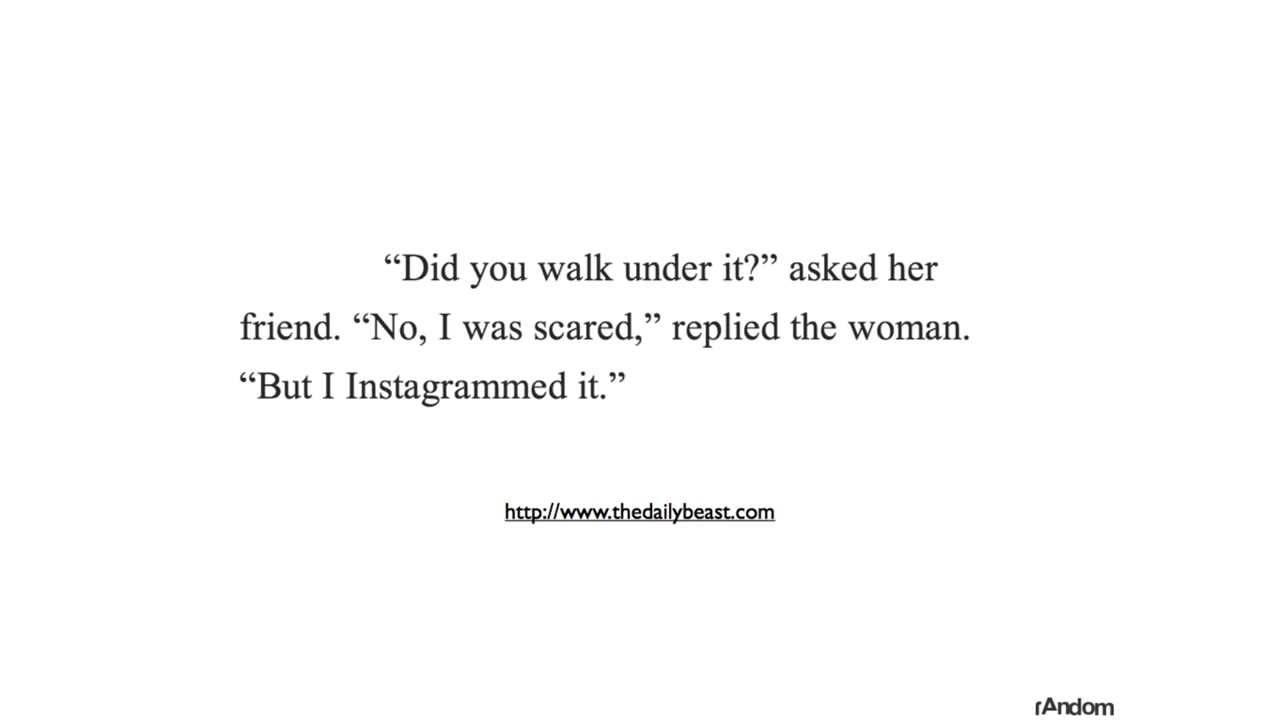 “Did you walk under it?” asked her
friend. “No, I was scared,” replied the woman.
“But I Instagrammed it.”
http://www.thedailybeast.com
rAndom